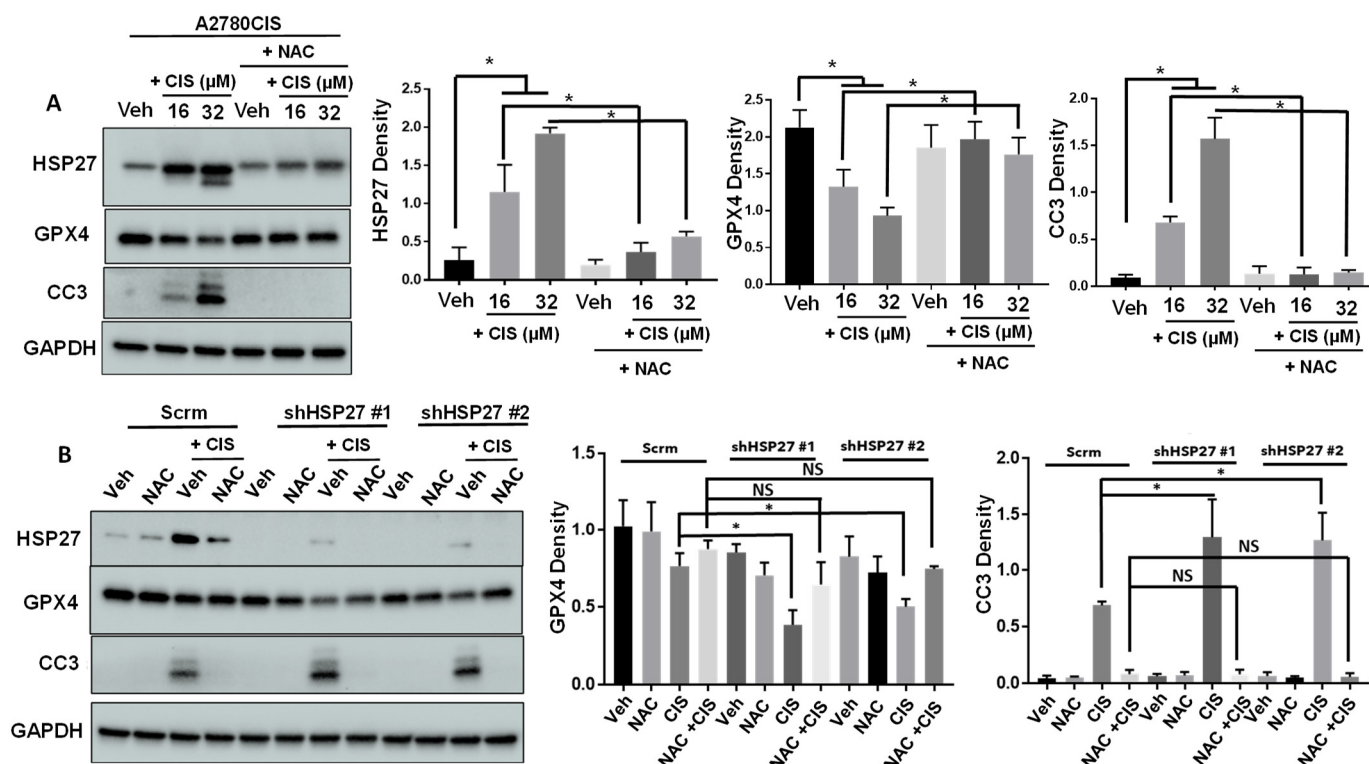 A2780CIS
+ NAC
+ CIS (µM) + CIS (µM)
A
Veh 16 32 Veh 16 32
HSP27
GPX4
CC3
GAPDH
HSP27 Density
2.5
2.0
1.5
1.0
0.5
0.0
* * *
Veh 16 32 Veh 16 32
+ CIS (µM) + CIS (µM)
+ NAC
GPX4 Density
2.5
2.0
1.5
1.0
0.5
0.0
* * *
Veh 16 32 Veh 16 32
+ CIS (µM) + CIS (µM)
+ NAC
CC3 Density
2.0
1.5
1.0
0.5
0.0
* * *
Veh 16 32 Veh 16 32
+ CIS (µM) + CIS (µM)
+ NAC
B
Scrm shHSP27 #1 shHSP27 #2
+ CIS + CIS + CIS
Veh NAC Veh NAC Veh NAC Veh NAC Veh NAC Veh NAC
HSP27
GPX4
CC3
GAPDH
GPX4 Density
1.5
1.0
0.5
0.0
Scrm shHSP27 #1 shHSP27 #2
NS
NS
*
*
Veh NAC CIS NAC +CIS Veh NAC CIS NAC +CIS Veh NAC CIS NAC +CIS
CC3 Density
2.0
1.5
1.0
0.5
0.0
Scrm shHSP27 #1 shHSP27 #2
*
*
NS
NS
Veh NAC CIS NAC +CIS Veh NAC CIS NAC +CIS Veh NAC CIS NAC +CIS